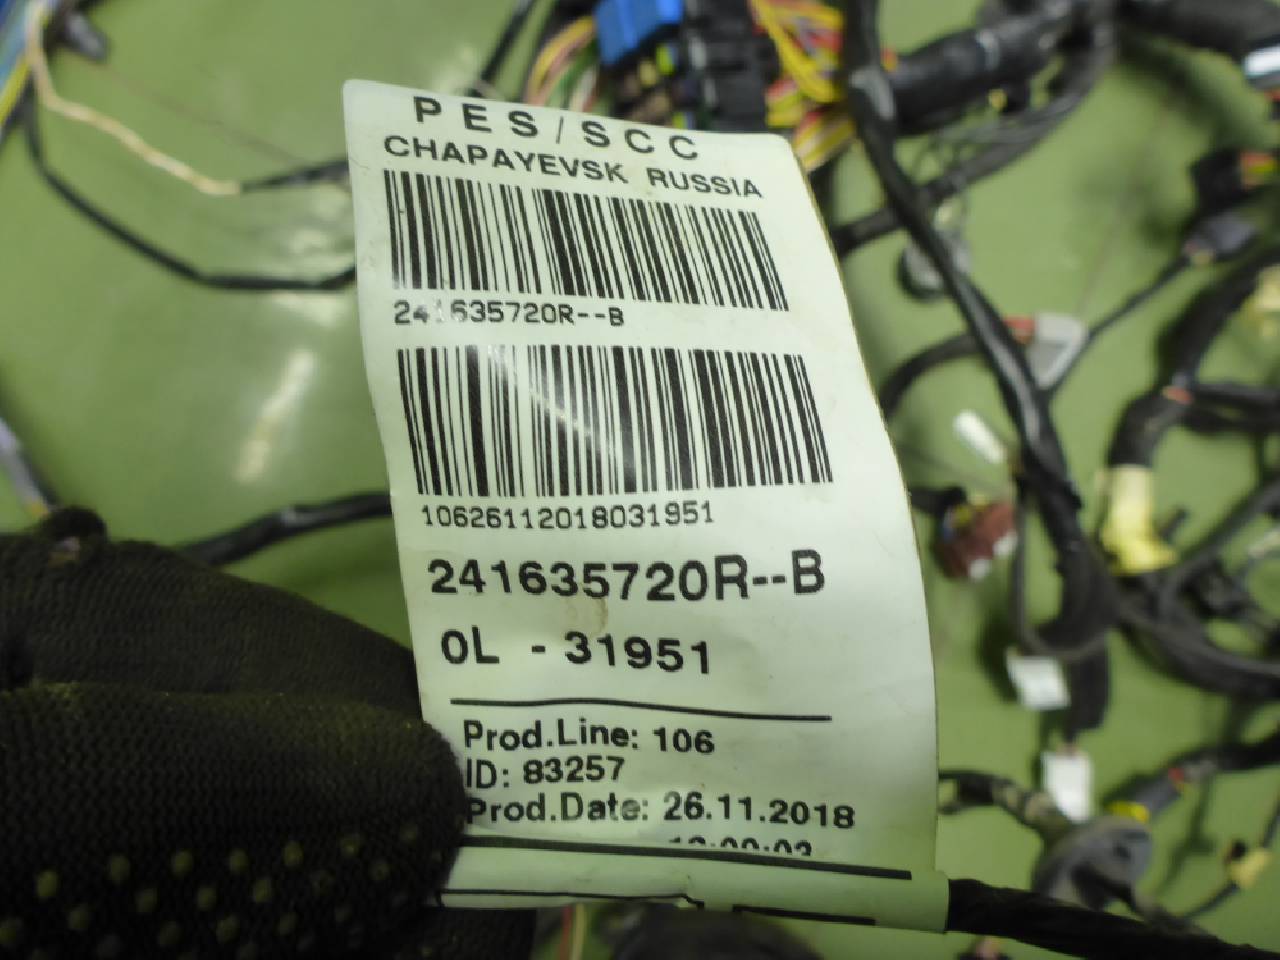 PES/SCC
CHAPAYEVSK RUSSIA
241635720R--B
10626112018031951
241635720R--B
0L - 31951
Prod.Line: 106
ID: 83257
Prod.Date: 26.11.2018